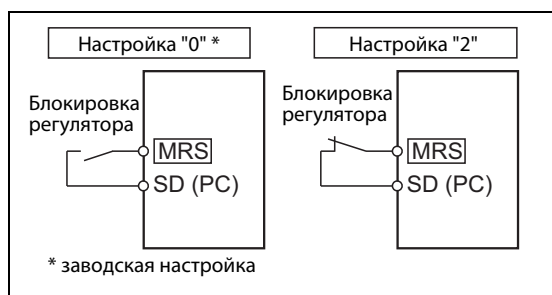 Настройка "0" *
Блокировка
регулятора
MRS
SD (PC)
* заводская настройка
Настройка "2"
Блокировка
регулятора
MRS
SD (PC)